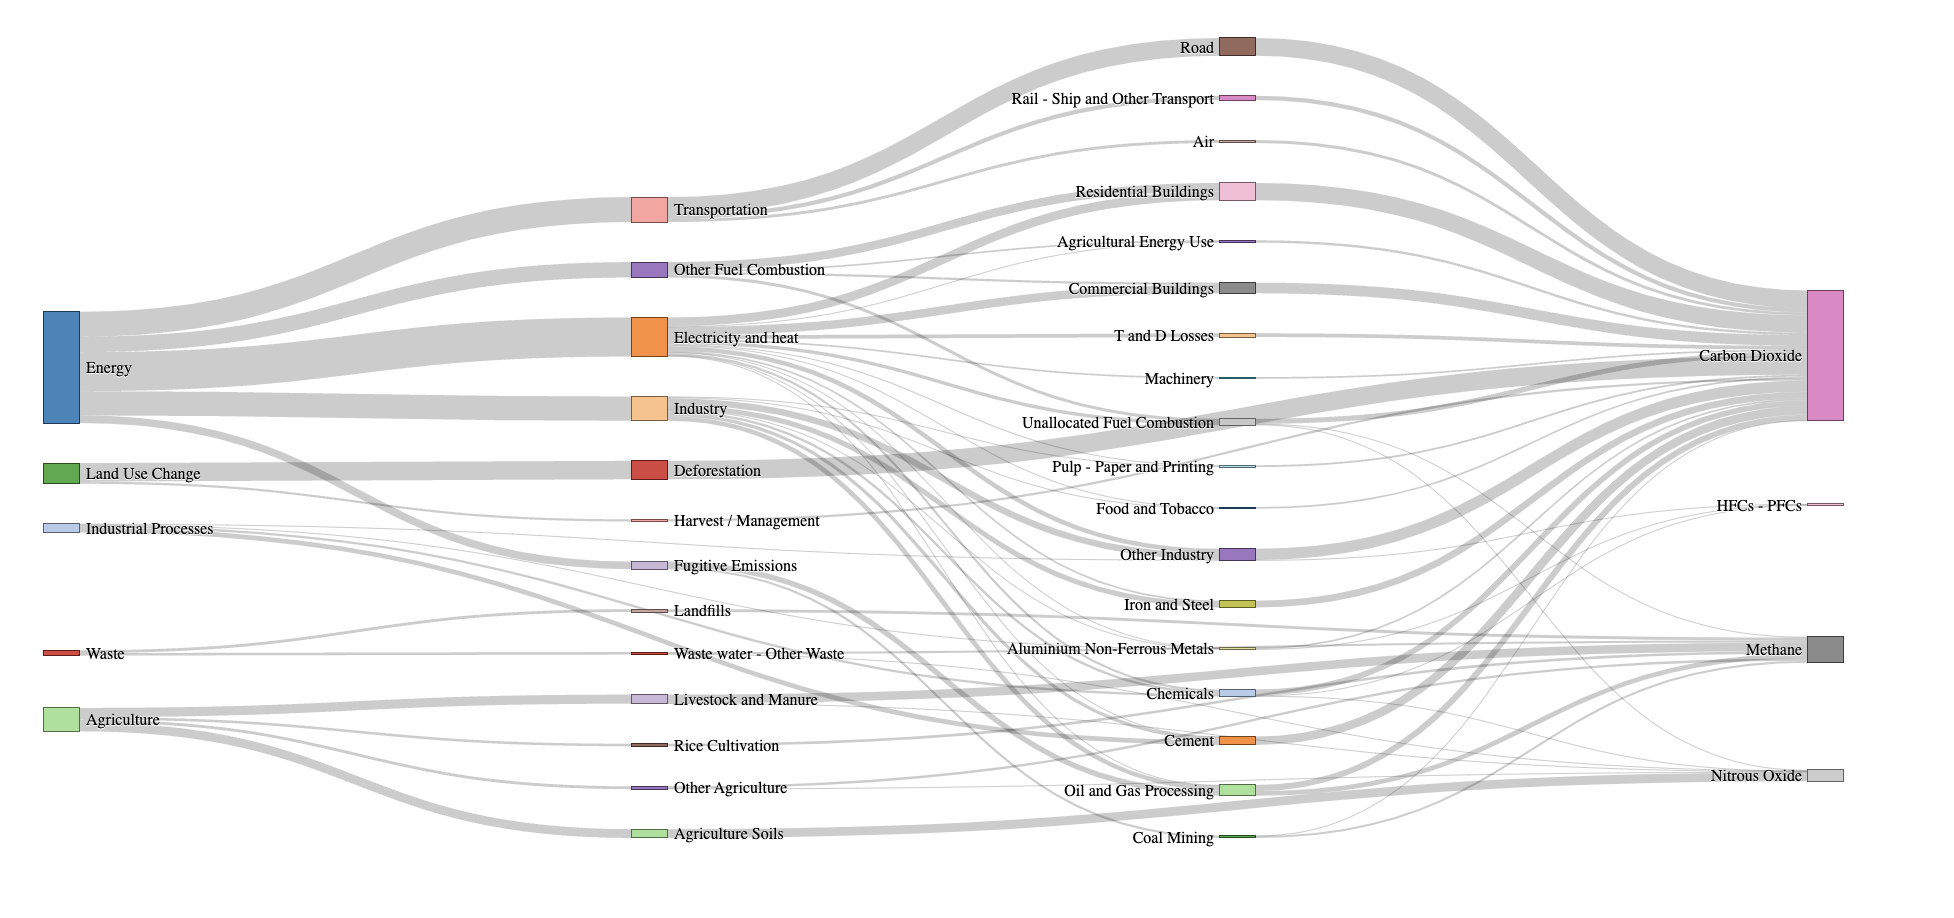 Energy
Land Use Change
Industrial Processes
Waste
Agriculture
Transportation
Other Fuel Combustion
Electricity and heat
Industry
Deforestation
Harvest / Management
Fugitive Emissions
Landfills
Waste water - Other Waste
Livestock and Manure
Rice Cultivation
Other Agriculture
Agriculture Soils
Road
Rail - Ship and Other Transport
Air
Residential Buildings
Agricultural Energy Use
Commercial Buildings
T and D Losses
Machinery
Unallocated Fuel Combustion
Pulp - Paper and Printing
Food and Tobacco
Other Industry
Iron and Steel
Aluminium Non-Ferrous Metals
Chemicals
Cement
Oil and Gas Processing
Coal Mining
Carbon Dioxide
HFCs - PFCs
Methane
Nitrous Oxide